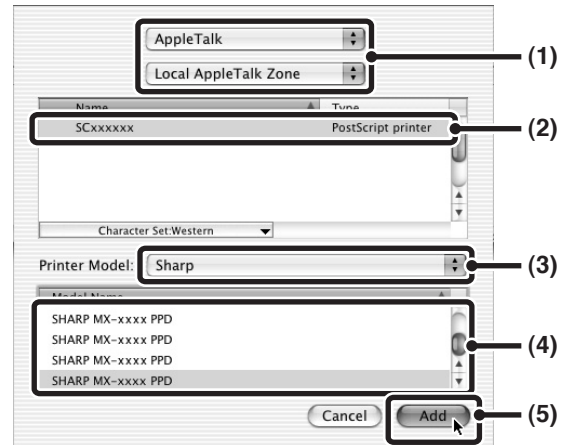 AppleTalk
(1)
Local AppleTalk Zone
Name Type
SCxxxxxx PostScript printer (2)
Character Set:Western
Printer Model: Sharp (3)
Model Name
SHARP MX-xxxx PPD
SHARP MX-xxxx PPD
(4)
SHARP MX-xxxx PPD
SHARP MX-xxxx PPD
Cancel Add (5)